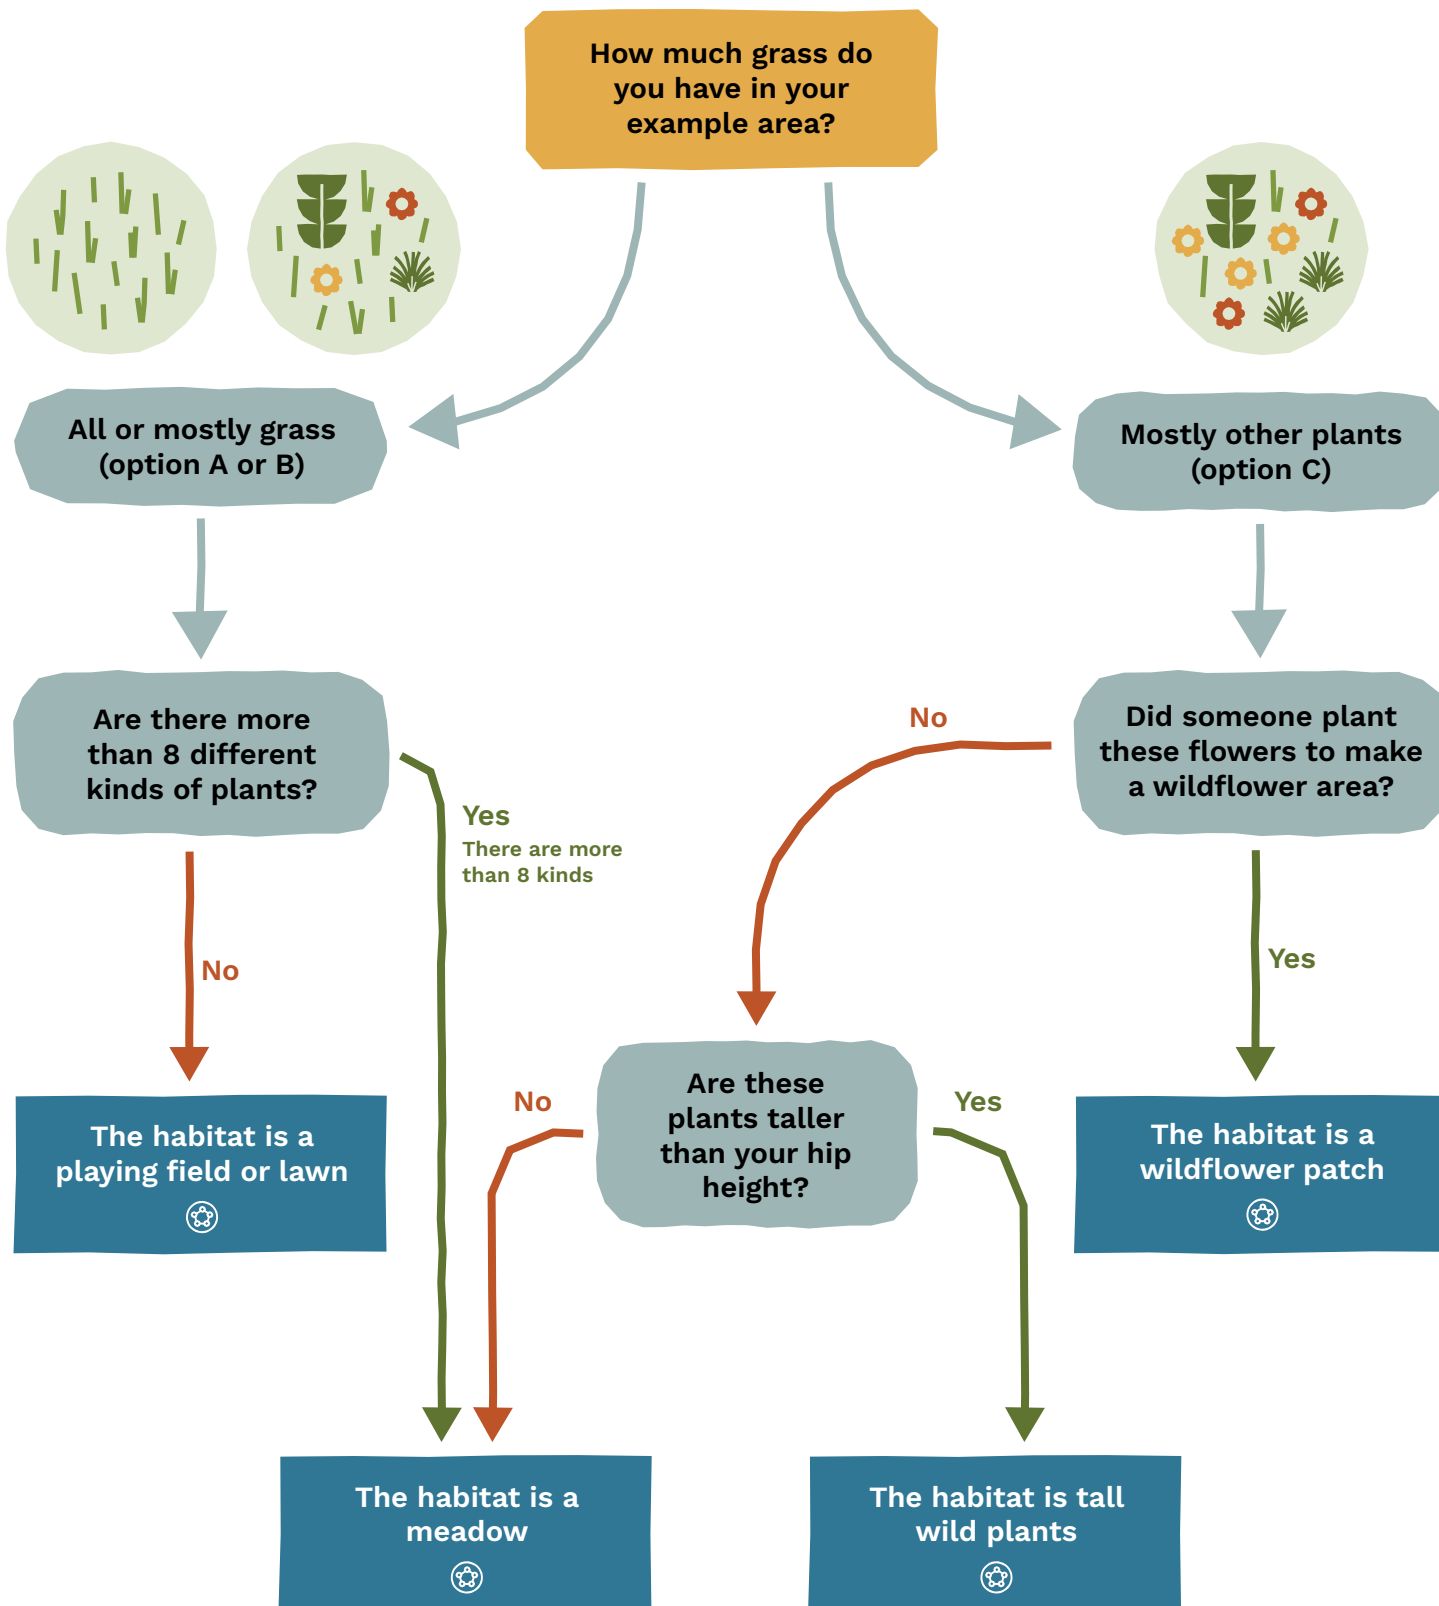 How much grass do
you have in your
example area?
All or mostly grass
(option A or B)
Mostly other plants
(option C)
Are there more
than 8 different
kinds of plants?
Did someone plant
these flowers to make
a wildflower area?
No
Yes
There are more
than 8 kinds
No
Yes
Are these
plants taller
than your hip
height?
No
Yes
The habitat is a
playing field or lawn
The habitat is a
wildflower patch
The habitat is a
meadow
The habitat is tall
wild plants